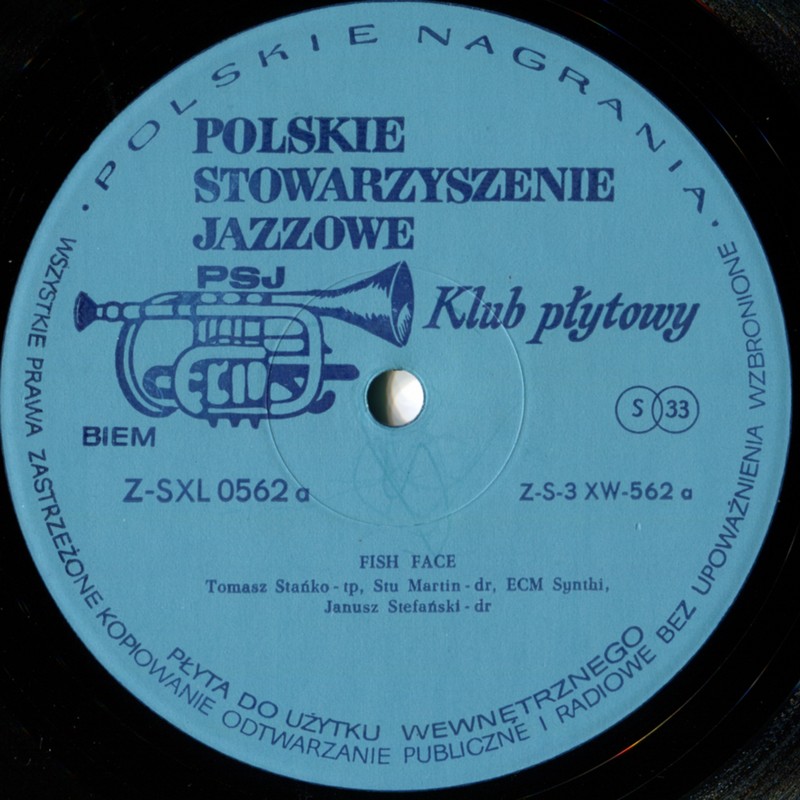 · POLSKIE NAGRANIA ·
POLSKIE
STOWARZYSZENIE
JAZZOWE
PSJ
Klub płytowy
BIEM
S 33
Z-SXL 0562 a
Z-S-3 XW-562 a
FISH FACE
Tomasz Stańko - tp, Stu Martin - dr, ECM Synthi,
Janusz Stefański - dr
PŁYTA DO UŻYTKU WEWNĘTRZNEGO
WSZYSTKIE PRAWA ZASTRZEŻONE KOPIOWANIE ODTWARZANIE PUBLICZNE I RADIOWE BEZ UPOWAŻNIENIA WZBRONIONE